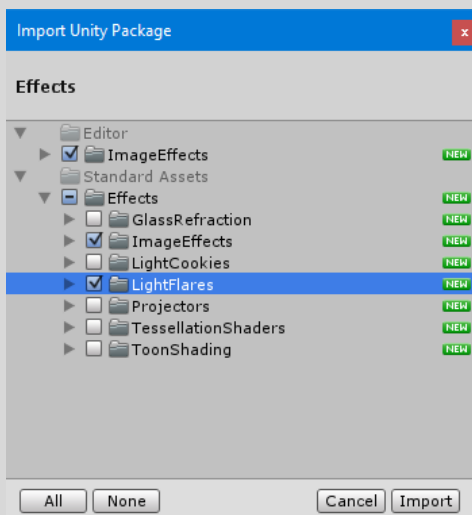 Import Unity Package
x
Effects
Editor
ImageEffects NEW
Standard Assets
Effects NEW
GlassRefraction NEW
ImageEffects NEW
LightCookies NEW
LightFlares NEW
Projectors NEW
TessellationShaders NEW
ToonShading NEW
All None Cancel Import